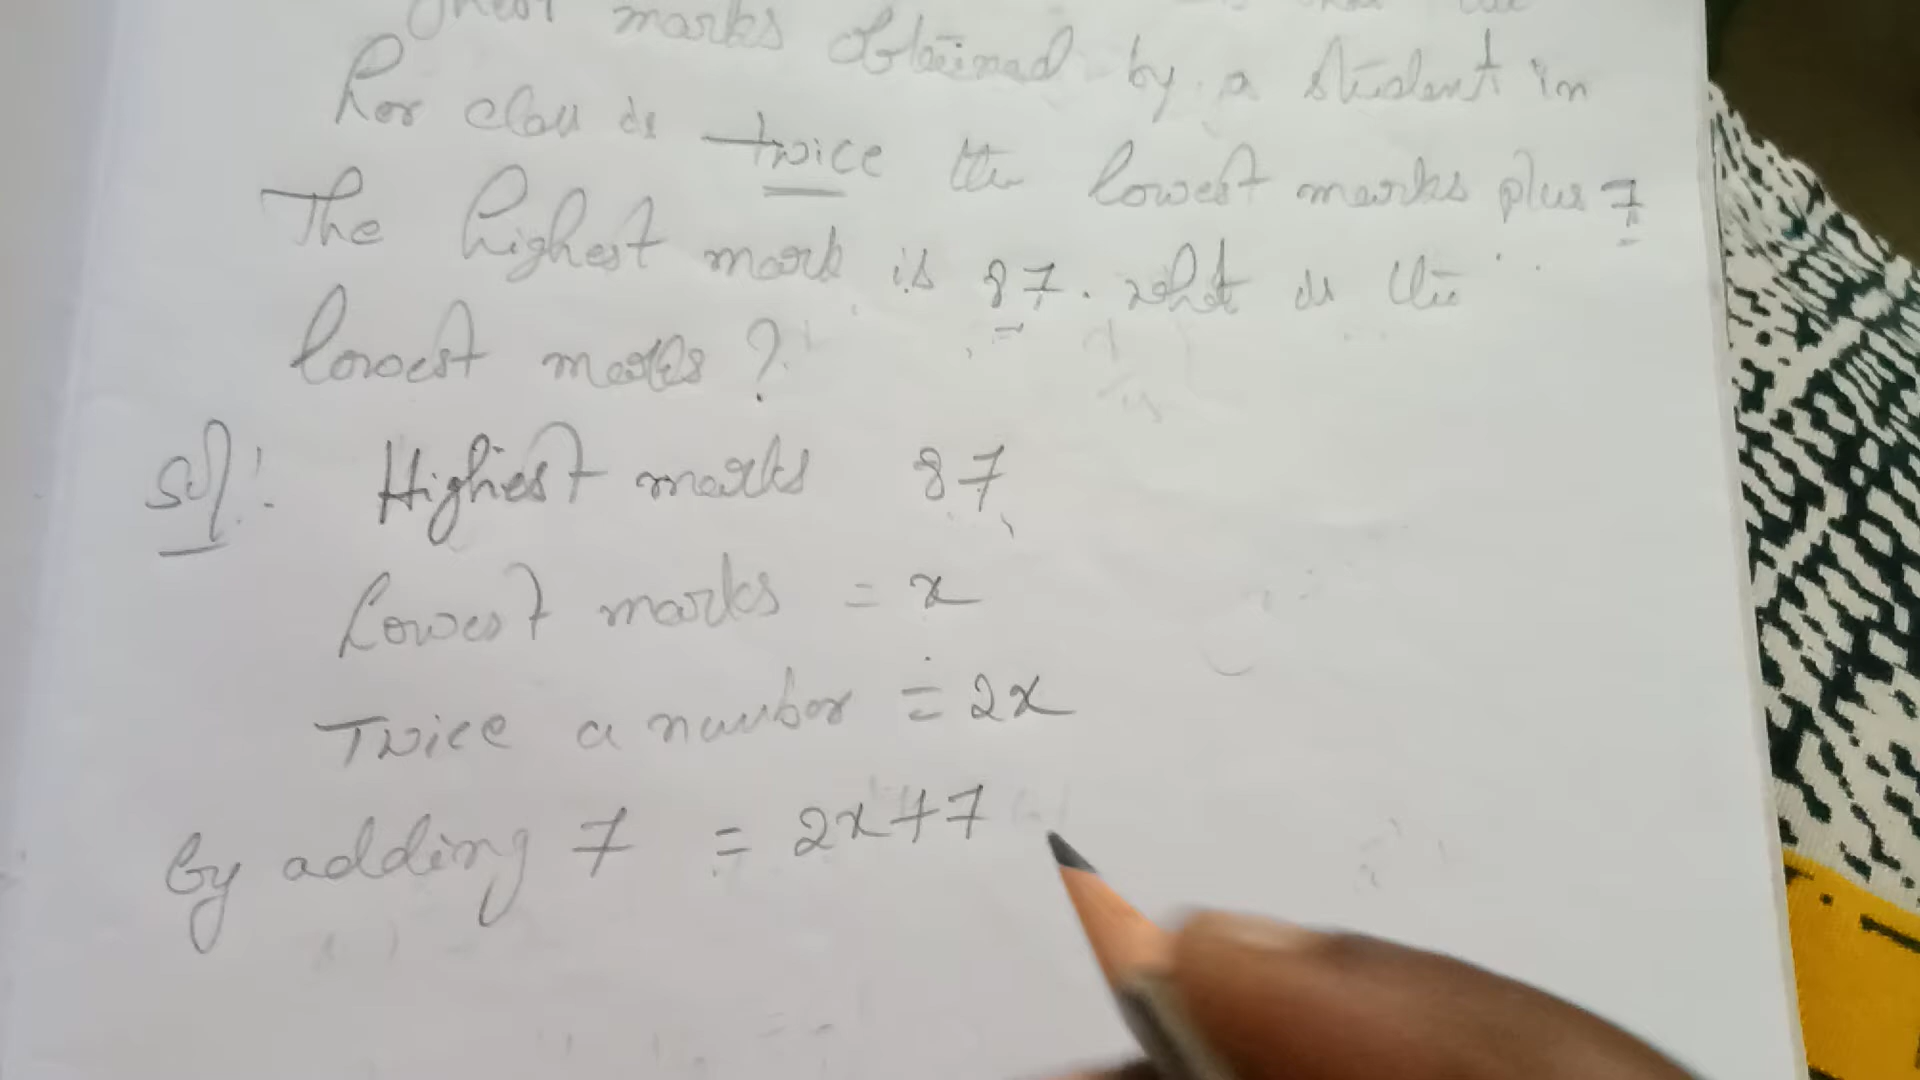 marks obtained by a student in
her class is twice the lowest marks plus 7
The highest mark is 87. what is the
lowest marks?
Sol:
Highest marks 87
Lowest marks = x
Twice a number = 2x
By adding 7 = 2x+7